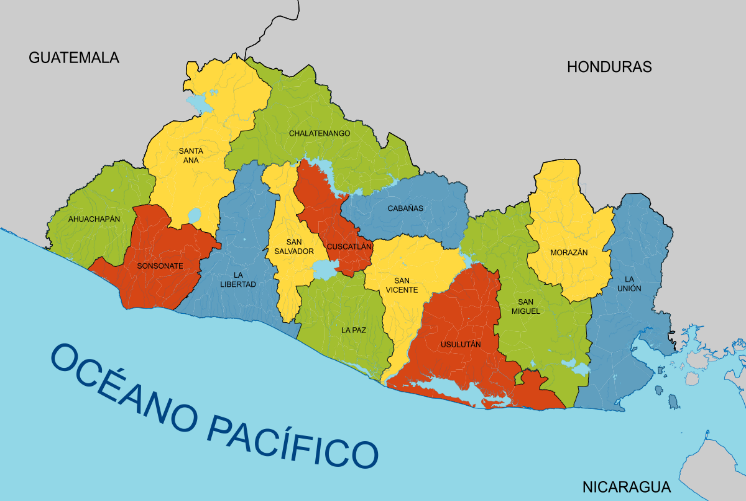 GUATEMALA
HONDURAS
CHALATENANGO
SANTA
ANA
CABAÑAS
AHUACHAPÁN
SAN
SALVADOR
CUSCATLÁN
MORAZÁN
SONSONATE
LA
LIBERTAD
SAN
VICENTE
LA
UNIÓN
SAN
MIGUEL
LA PAZ
USULUTÁN
OCÉANO PACÍFICO
NICARAGUA